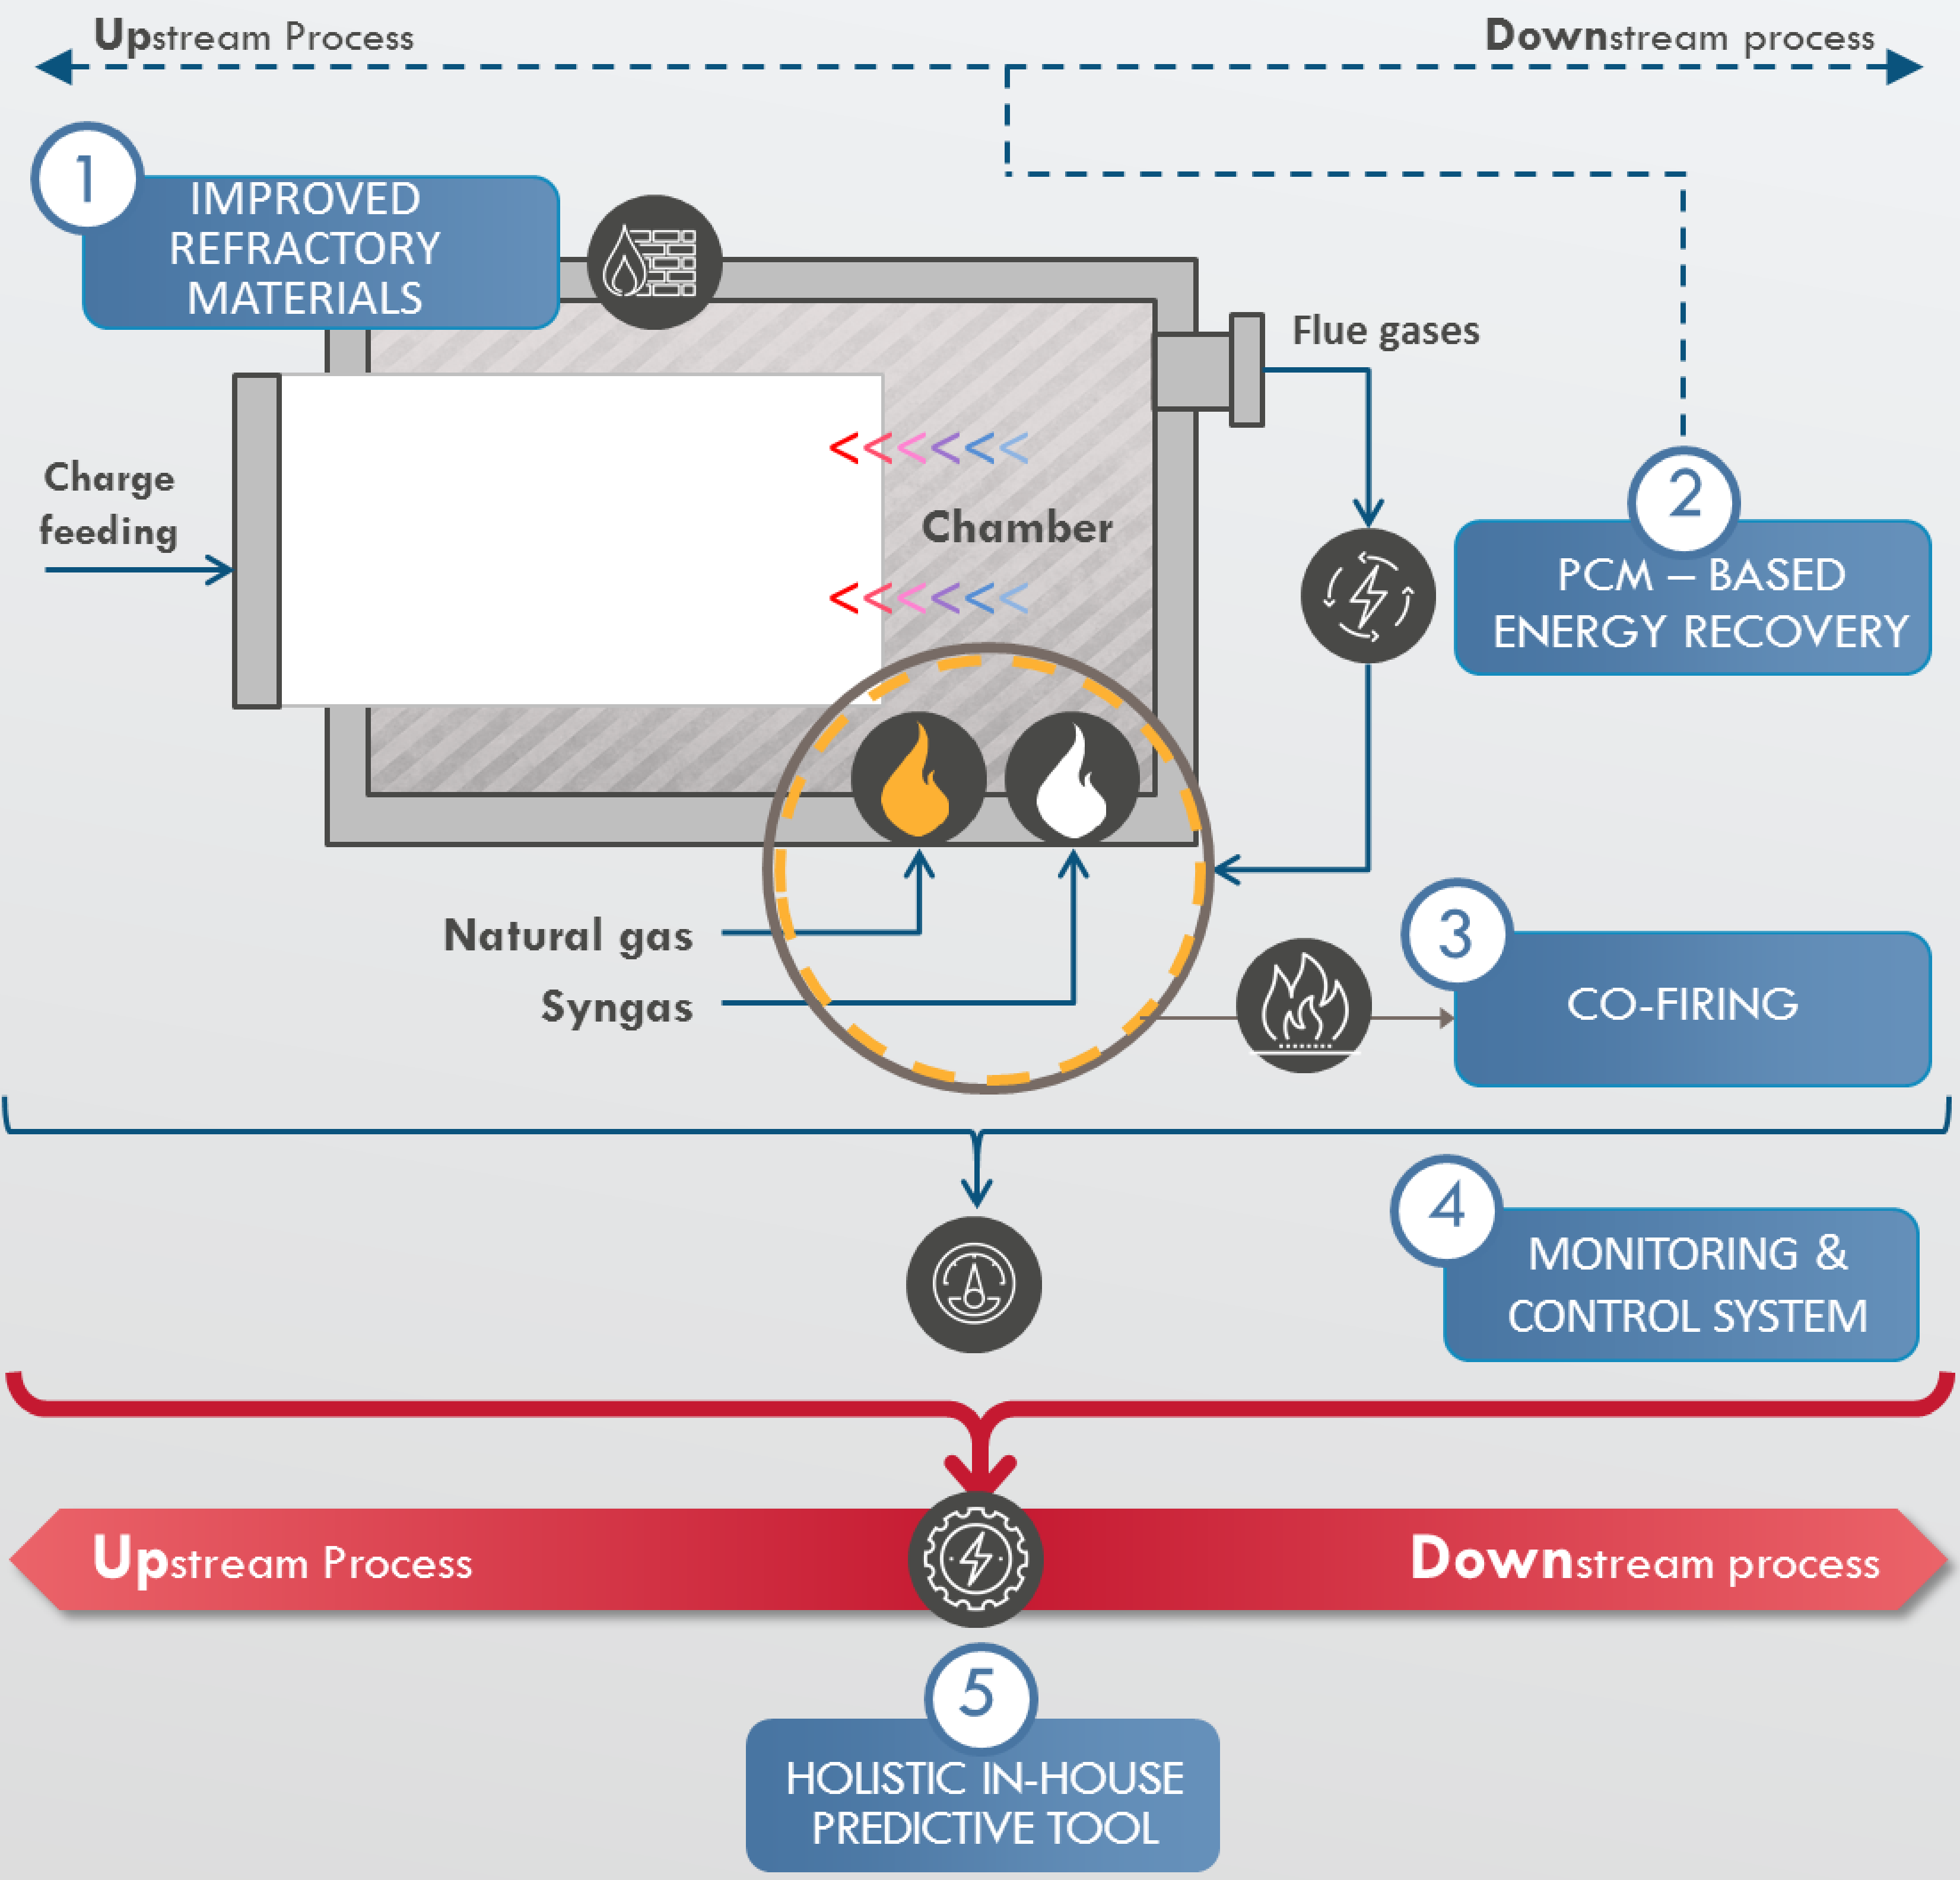 Upstream Process
Downstream process
1
IMPROVED
REFRACTORY
MATERIALS
Flue gases
Charge
feeding
<<<<<<
Chamber
<<<<<<
2
PCM – BASED
ENERGY RECOVERY
Natural gas
Syngas
3
CO-FIRING
4
MONITORING &
CONTROL SYSTEM
Upstream Process
Downstream process
5
HOLISTIC IN-HOUSE
PREDICTIVE TOOL